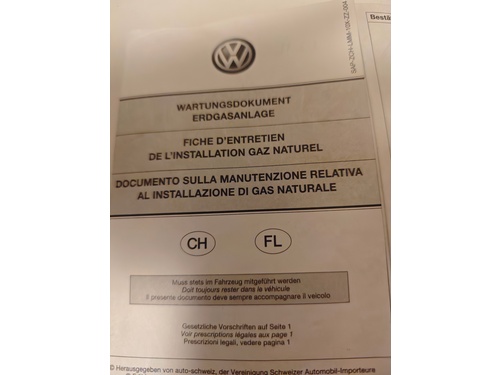 WARTUNGSDOKUMENT
ERDGASANLAGE
FICHE D'ENTRETIEN
DE L'INSTALLATION GAZ NATUREL
DOCUMENTO SULLA MANUTENZIONE RELATIVA
AL INSTALLAZIONE DI GAS NATURALE
CH FL
Muss stets im Fahrzeug mitgeführt werden
Doit toujours rester dans le véhicule
Il presente documento deve sempre accompagnare il veicolo
Gesetzliche Vorschriften auf Seite 1
Voir prescriptions légales aux page 1
Prescrizioni legali, vedere pagina 1
© Herausgegeben von auto-schweiz, der Vereinigung Schweizer Automobil-Importeure
Bestä